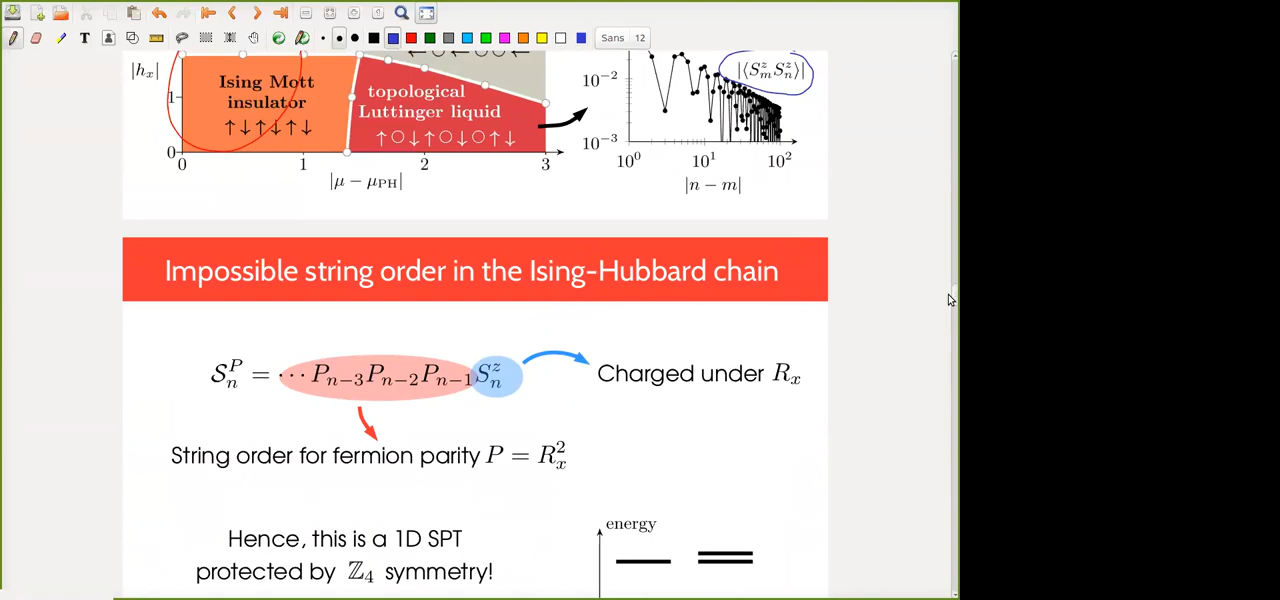 T
Sans 12
|h_x|
1
0
0 1 2 3
|μ − μ_PH|
Ising Mott
insulator
↑↓↑↓↑↓
topological
Luttinger liquid
↑○↓↑○↓○↑↓
←○○←○○←
|⟨S^z_m S^z_n⟩|
10^−2
10^−3
10^0 10^1 10^2
|n − m|
Impossible string order in the Ising-Hubbard chain
𝒮^P_n = ··· P_{n−3}P_{n−2}P_{n−1}S^z_n
Charged under R_x
String order for fermion parity P = R_x^2
Hence, this is a 1D SPT
protected by ℤ_4 symmetry!
energy